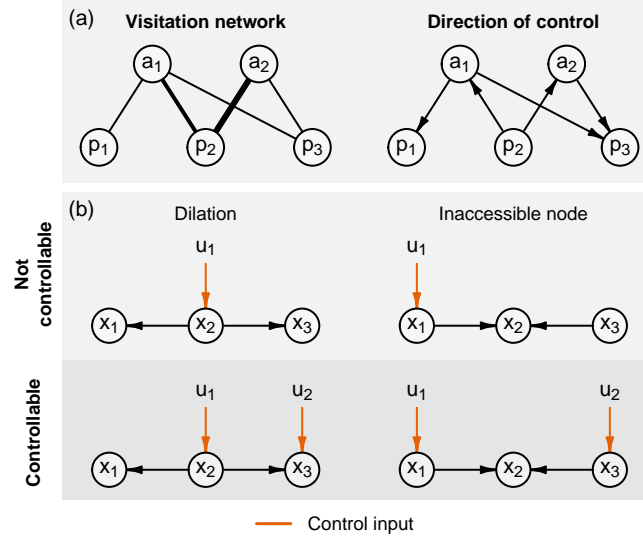 (a) Visitation network Direction of control
a1 a2 a1 a2
p1 p2 p3 p1 p2 p3
(b) Dilation Inaccessible node
Not
controllable
u1 u1
x1 x2 x3 x1 x2 x3
Controllable
u1 u2 u1 u2
x1 x2 x3 x1 x2 x3
Control input